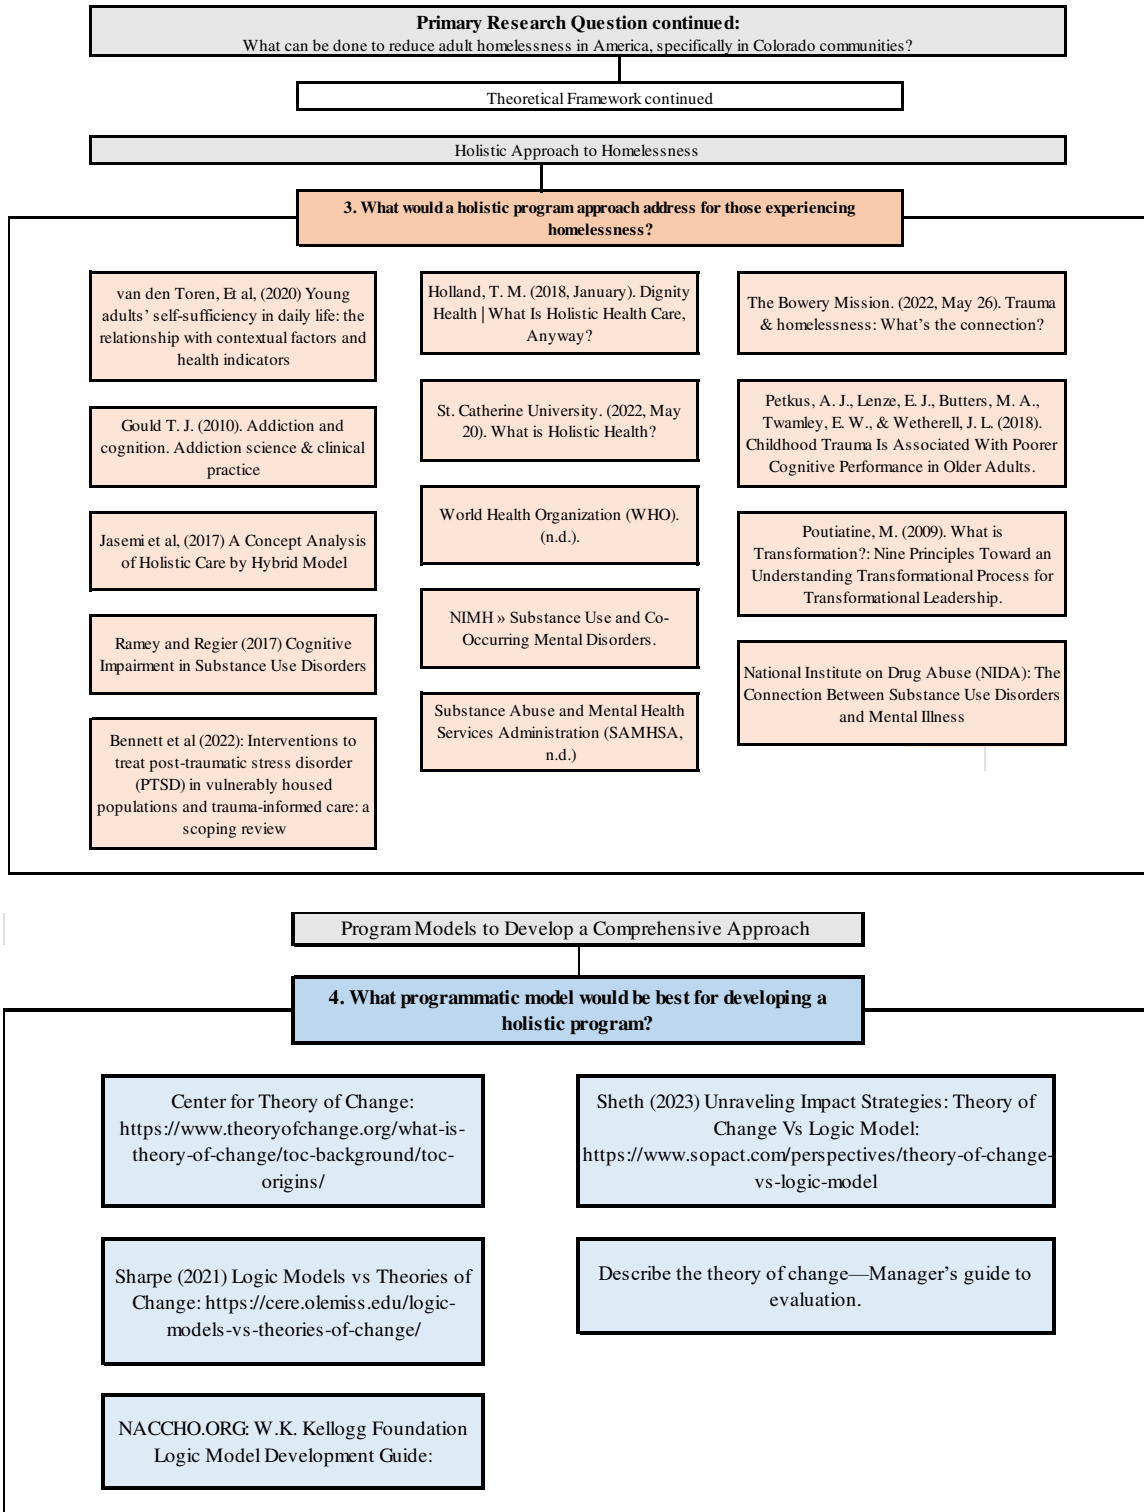 Primary Research Question continued:
What can be done to reduce adult homelessness in America, specifically in Colorado communities?
Theoretical Framework continued
Holistic Approach to Homelessness
3. What would a holistic program approach address for those experiencing
homelessness?
van den Toren, Et al, (2020) Young
adults’ self-sufficiency in daily life: the
relationship with contextual factors and
health indicators
Gould T. J. (2010). Addiction and
cognition. Addiction science & clinical
practice
Jasemi et al, (2017) A Concept Analysis
of Holistic Care by Hybrid Model
Ramey and Regier (2017) Cognitive
Impairment in Substance Use Disorders
Bennett et al (2022): Interventions to
treat post-traumatic stress disorder
(PTSD) in vulnerably housed
populations and trauma-informed care: a
scoping review
Holland, T. M. (2018, January). Dignity
Health | What Is Holistic Health Care,
Anyway?
St. Catherine University. (2022, May
20). What is Holistic Health?
World Health Organization (WHO).
(n.d.).
NIMH » Substance Use and Co-
Occurring Mental Disorders.
Substance Abuse and Mental Health
Services Administration (SAMHSA,
n.d.)
The Bowery Mission. (2022, May 26). Trauma
& homelessness: What’s the connection?
Petkus, A. J., Lenze, E. J., Butters, M. A.,
Twamley, E. W., & Wetherell, J. L. (2018).
Childhood Trauma Is Associated With Poorer
Cognitive Performance in Older Adults.
Poutiatine, M. (2009). What is
Transformation?: Nine Principles Toward an
Understanding Transformational Process for
Transformational Leadership.
National Institute on Drug Abuse (NIDA): The
Connection Between Substance Use Disorders
and Mental Illness
Program Models to Develop a Comprehensive Approach
4. What programmatic model would be best for developing a
holistic program?
Center for Theory of Change:
https://www.theoryofchange.org/what-is-
theory-of-change/toc-background/toc-
origins/
Sharpe (2021) Logic Models vs Theories of
Change: https://cere.olemiss.edu/logic-
models-vs-theories-of-change/
NACCHO.ORG: W.K. Kellogg Foundation
Logic Model Development Guide:
Sheth (2023) Unraveling Impact Strategies: Theory of
Change Vs Logic Model:
https://www.sopact.com/perspectives/theory-of-change-
vs-logic-model
Describe the theory of change—Manager’s guide to
evaluation.